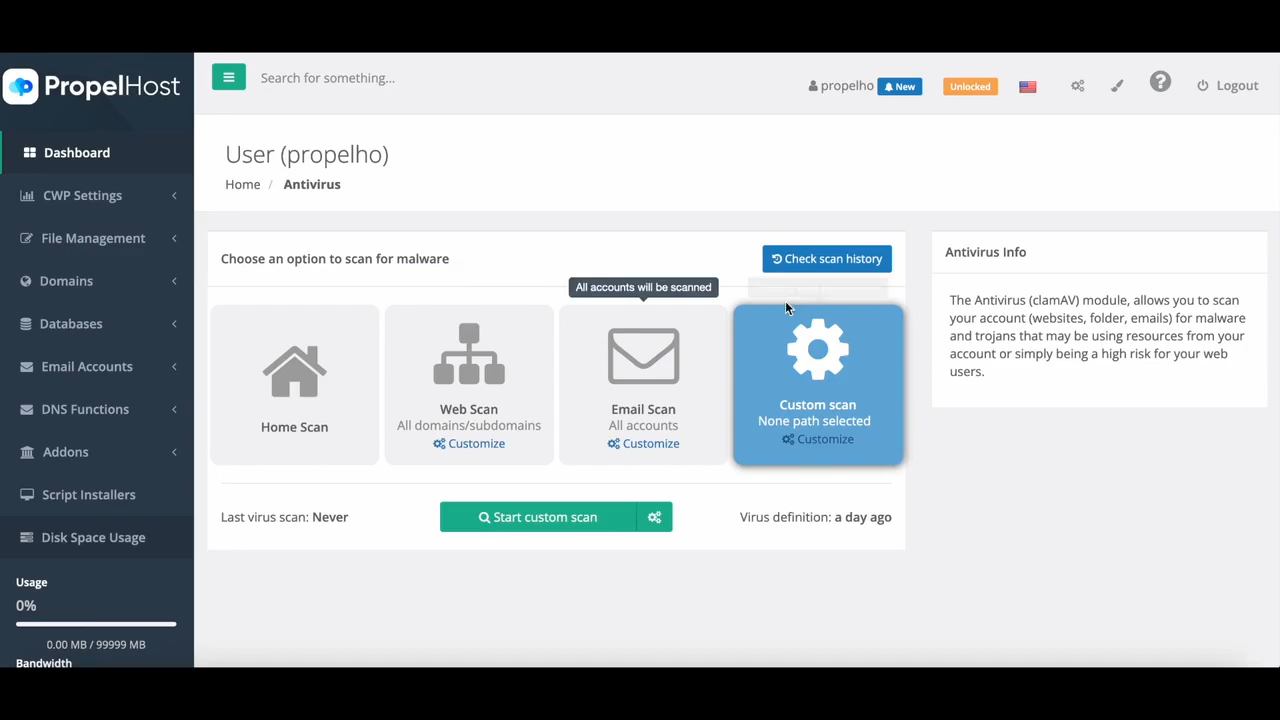 PropelHost
Search for something...
propelho
New
Unlocked
Logout
Dashboard
CWP Settings
File Management
Domains
Databases
Email Accounts
DNS Functions
Addons
Script Installers
Disk Space Usage
Usage
0%
0.00 MB / 99999 MB
Bandwidth
User (propelho)
Home / Antivirus
Choose an option to scan for malware
Check scan history
All accounts will be scanned
Home Scan
Web Scan
All domains/subdomains
Customize
Email Scan
All accounts
Customize
Custom scan
None path selected
Customize
Last virus scan: Never
Start custom scan
Virus definition: a day ago
Antivirus Info
The Antivirus (clamAV) module, allows you to scan
your account (websites, folder, emails) for malware
and trojans that may be using resources from your
account or simply being a high risk for your web
users.